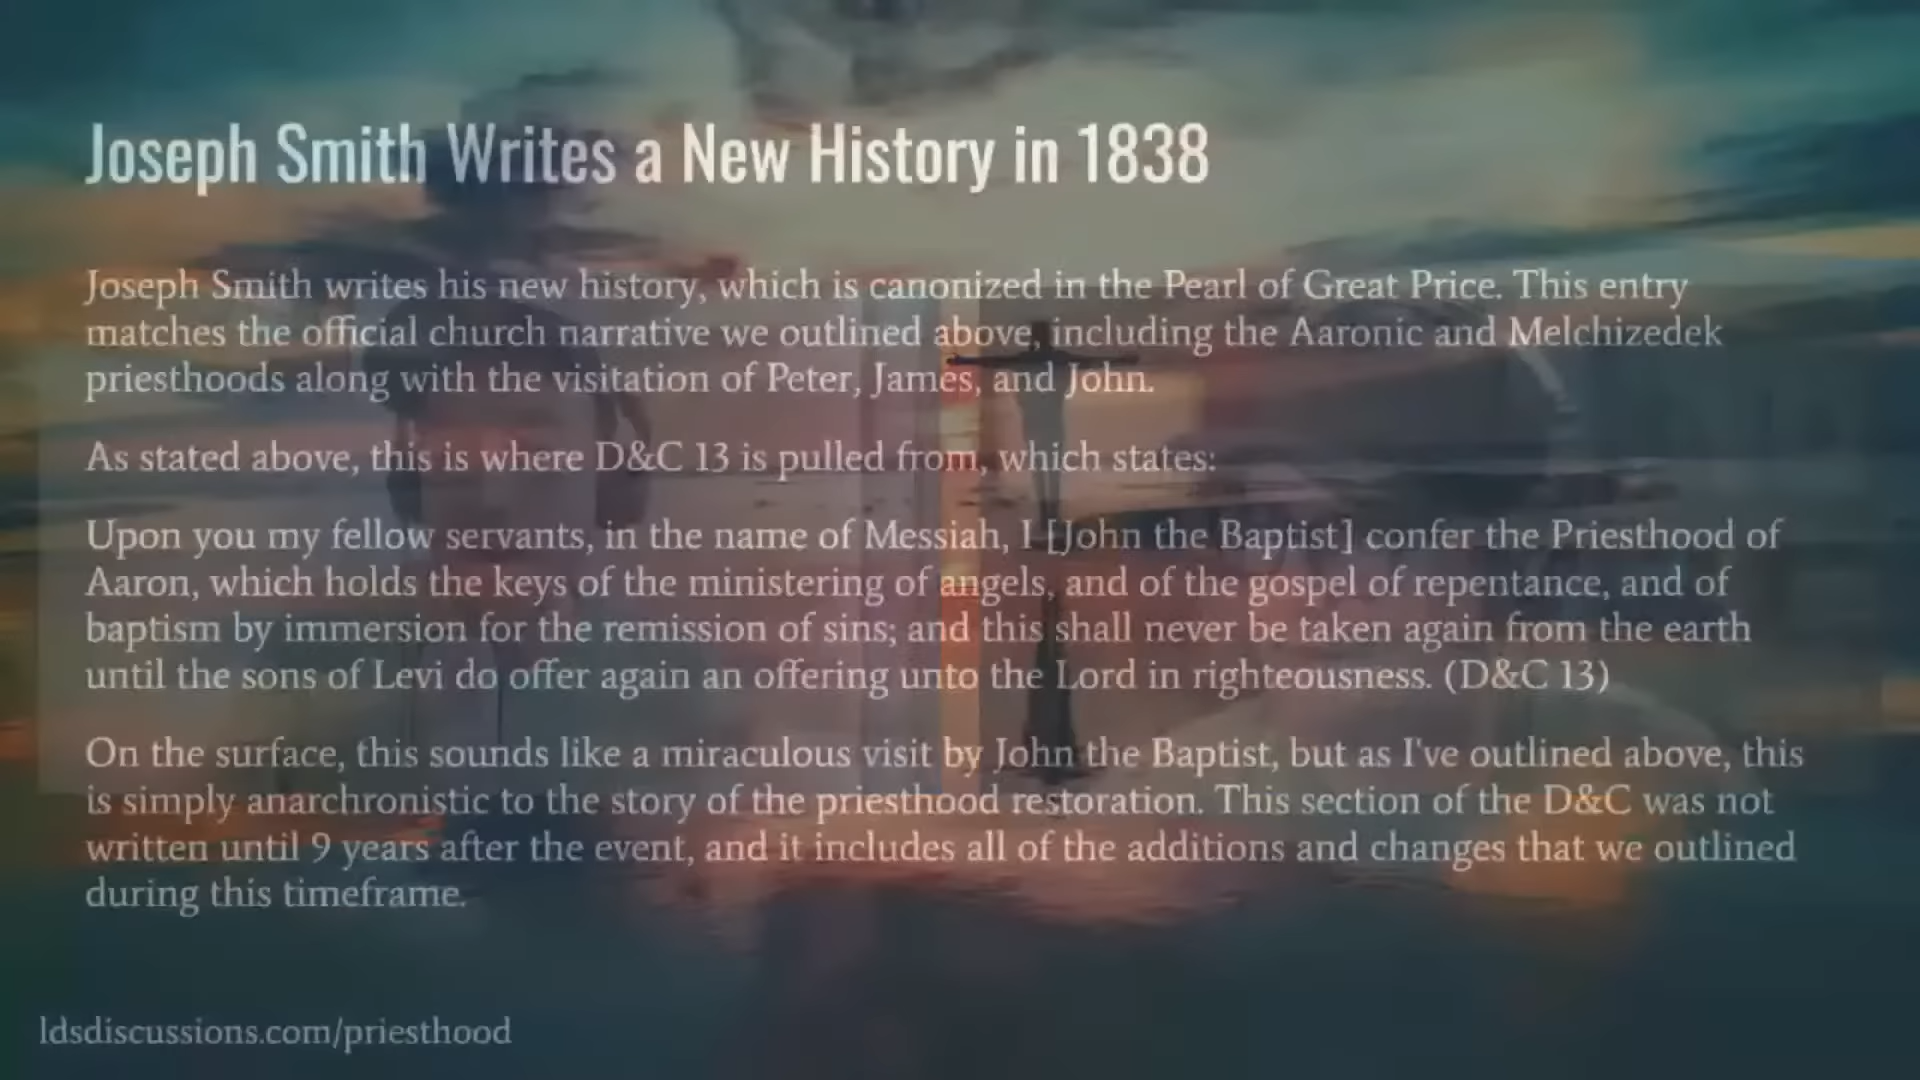 Joseph Smith Writes a New History in 1838
Joseph Smith writes his new history, which is canonized in the Pearl of Great Price. This entry
matches the official church narrative we outlined above, including the Aaronic and Melchizedek
priesthoods along with the visitation of Peter, James, and John.
As stated above, this is where D&C 13 is pulled from, which states:
Upon you my fellow servants, in the name of Messiah, I [John the Baptist] confer the Priesthood of
Aaron, which holds the keys of the ministering of angels, and of the gospel of repentance, and of
baptism by immersion for the remission of sins; and this shall never be taken again from the earth
until the sons of Levi do offer again an offering unto the Lord in righteousness. (D&C 13)
On the surface, this sounds like a miraculous visit by John the Baptist, but as I've outlined above, this
is simply anarchronistic to the story of the priesthood restoration. This section of the D&C was not
written until 9 years after the event, and it includes all of the additions and changes that we outlined
during this timeframe.
ldsdiscussions.com/priesthood